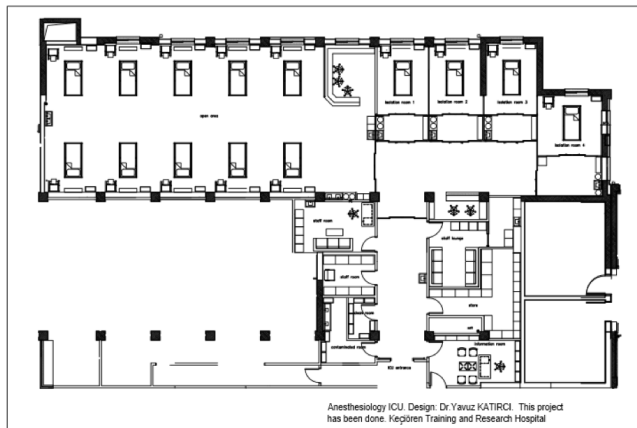 isolation room 1
isolation room 2
isolation room 3
open area
isolation room 4
staff room
staff lounge
staff room
store
contaminated room
information room
ICU entrance
Anesthesiology ICU. Design: Dr.Yavuz KATIRCI. This project
has been done. Keçiören Training and Research Hospital